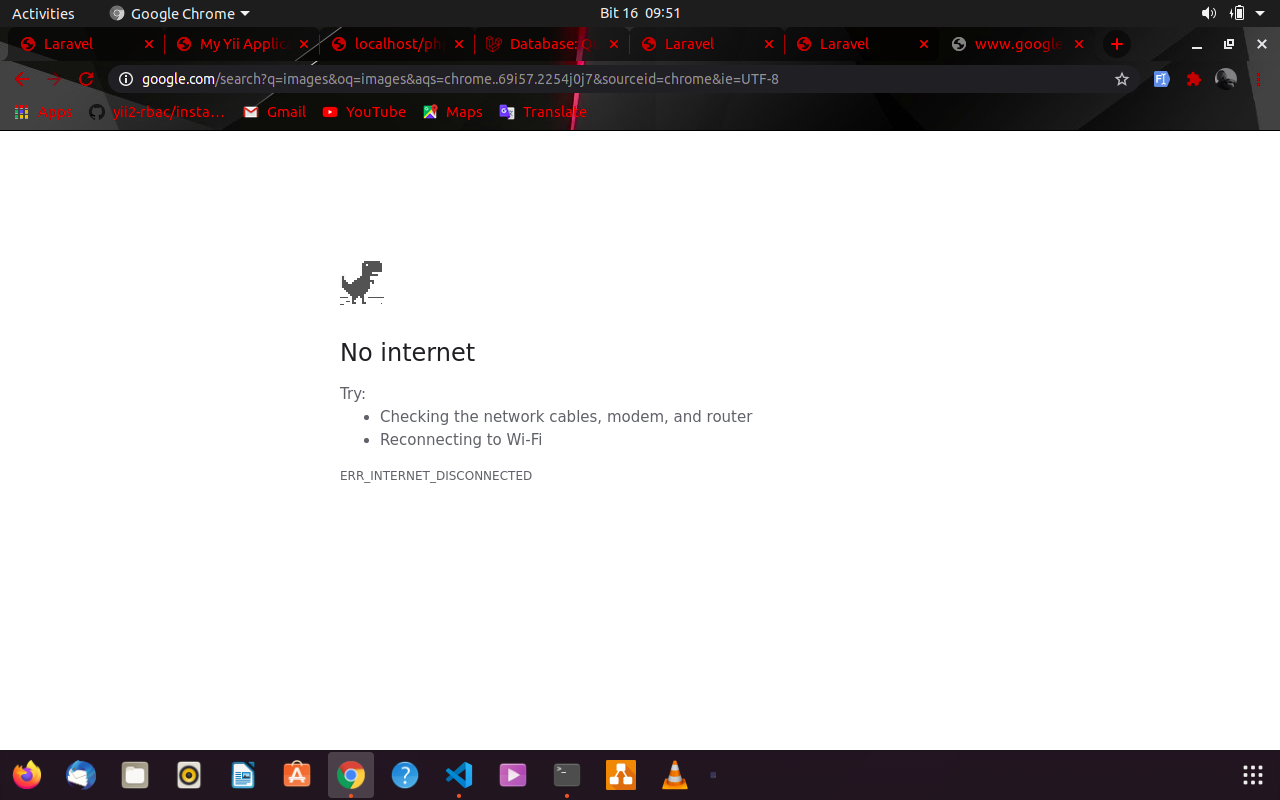 Activities Google Chrome Bit 16 09:51
Laravel My Yii Applic localhost/ph Database: Q Laravel Laravel www.google
google.com/search?q=images&oq=images&aqs=chrome..69i57.2254j0j7&sourceid=chrome&ie=UTF-8
Apps yii2-rbac/insta... Gmail YouTube Maps Translate
No internet
Try:
• Checking the network cables, modem, and router
• Reconnecting to Wi-Fi
ERR_INTERNET_DISCONNECTED